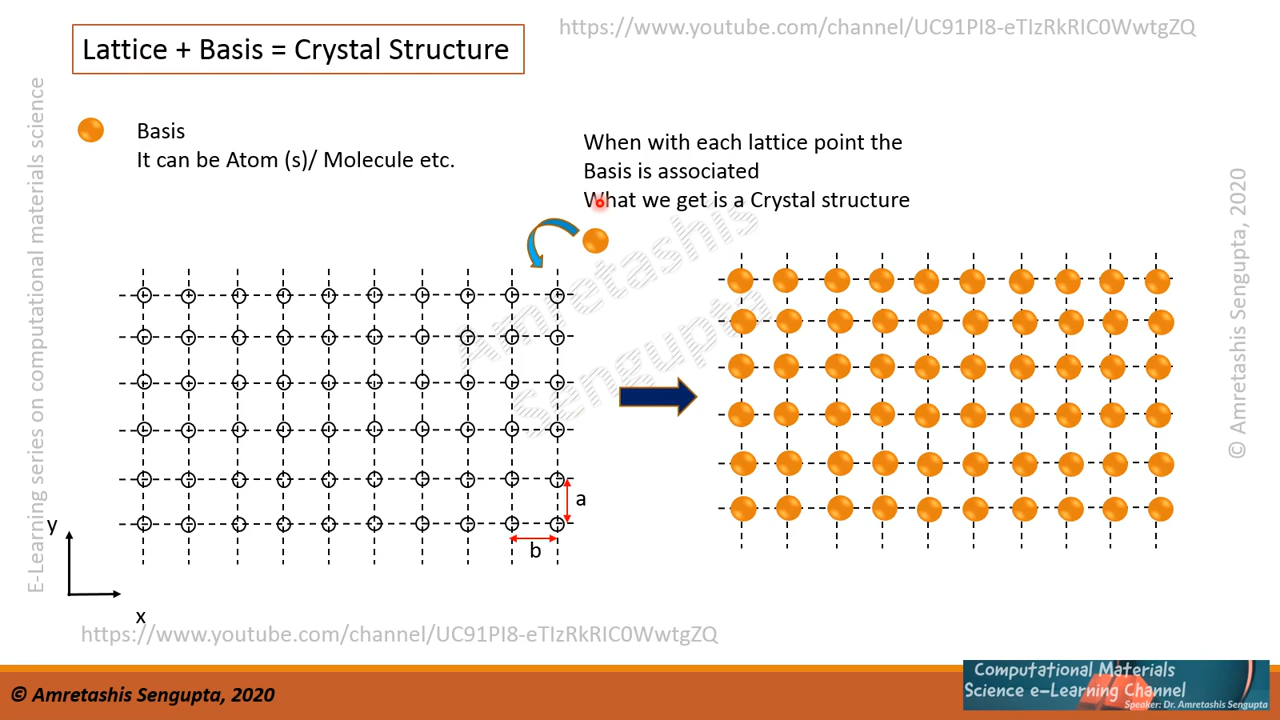 https://www.youtube.com/channel/UC91PI8-eTIzRkRIC0WwtgZQ
Lattice + Basis = Crystal Structure
E-Learning series on computational materials science
Basis
It can be Atom (s)/ Molecule etc.
When with each lattice point the
Basis is associated
What we get is a Crystal structure
© Amretashis Sengupta, 2020
Amretashis
Sengupta
a
b
y
x
https://www.youtube.com/channel/UC91PI8-eTIzRkRIC0WwtgZQ
© Amretashis Sengupta, 2020
Computational Materials
Science e-Learning Channel
Speaker: Dr. Amretashis Sengupta